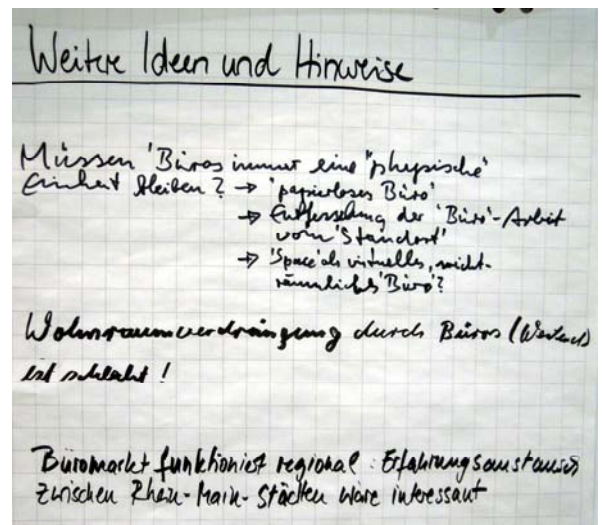 Weitere Ideen und Hinweise
Müssen 'Büros immer eine "physische"
Einheit bleiben? → 'papierloses Büro'
→ Entfesselung der 'Büro'-Arbeit
vom 'Standort'
→ 'Space' als virtuelles, nicht-
räumliches 'Büro'?
Wohnraumverdrängung durch Büros (Westend)
ist schlecht!
Büromarkt funktioniert regional: Erfahrungsaustausch
zwischen Rhein-Main-Städten wäre interessant